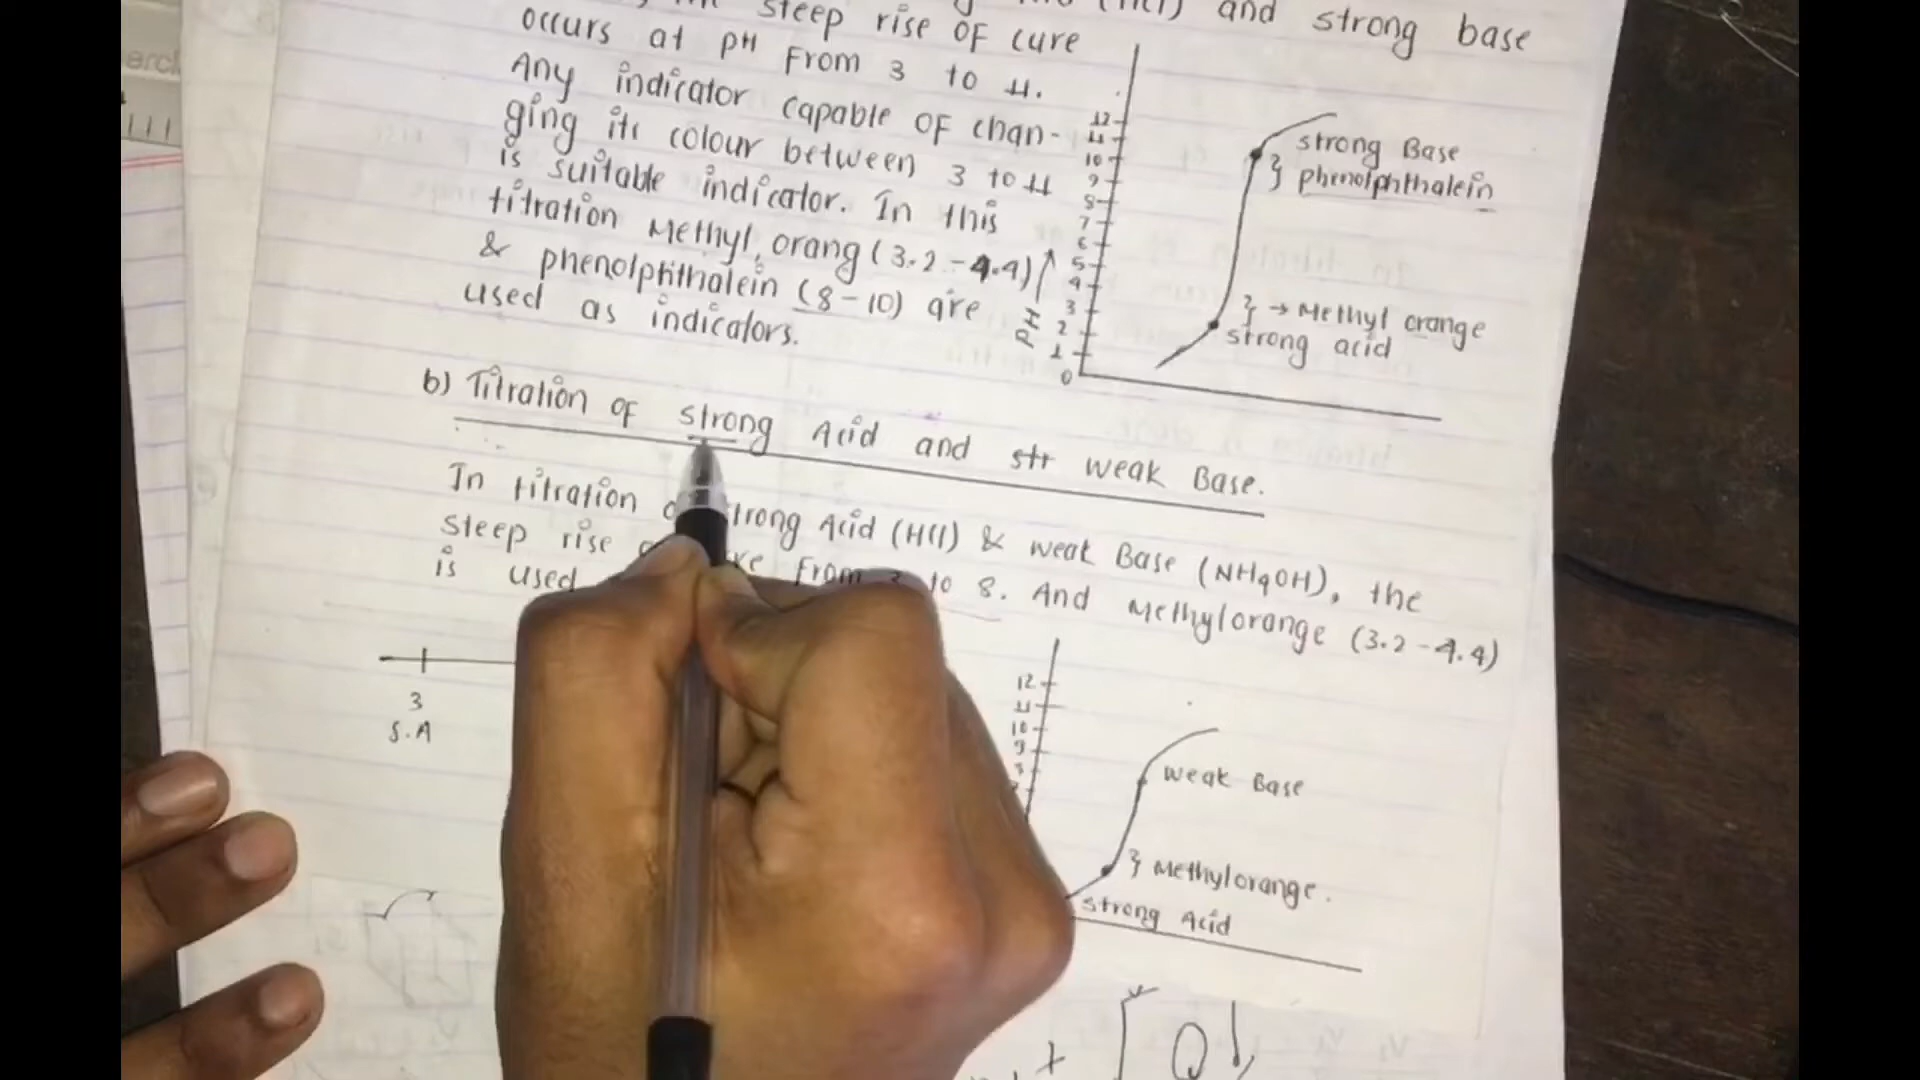 steep rise OF cure
(HCl) and strong base
occurs at pH From 3 to 11.
Any indicator capable OF chan-
ging its colour between 3 to 11
is suitable indicator. In this
titration Methyl, orang (3.2-4.4)
& phenolphthalein (8-10) are
used as indicators.
12
11
10
9
8
7
6
5
4
3
2
1
0
PH
strong Base
phenolphthalein
→ Methyl orange
strong acid
b) Titration OF strong Acid and str weak Base.
In titration strong Acid (HCl) & weak Base (NH4OH), the
steep rise From to 8. And Methylorange (3.2-4.4)
is used
3
S.A
12
11
10
9
weak Base
Methylorange.
strong Acid